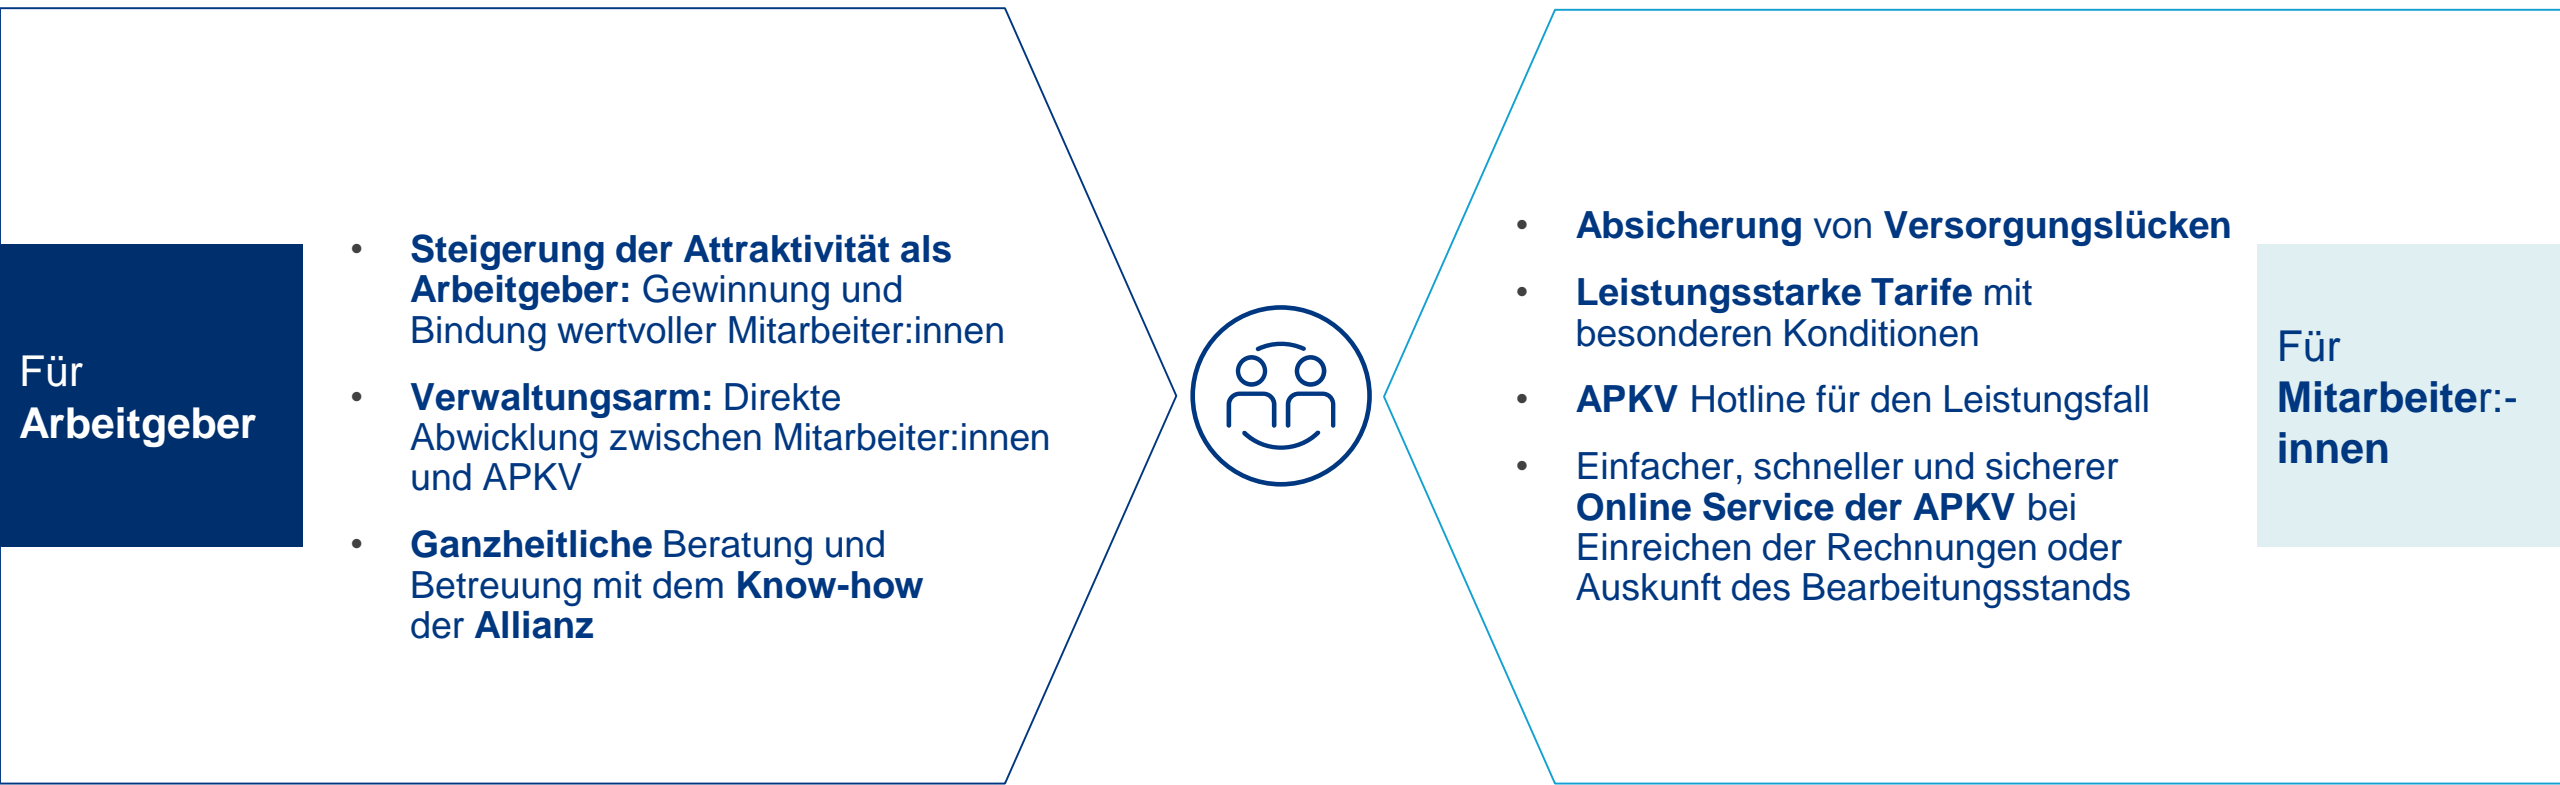 Für
Arbeitgeber
• Steigerung der Attraktivität als
Arbeitgeber: Gewinnung und
Bindung wertvoller Mitarbeiter:innen
• Verwaltungsarm: Direkte
Abwicklung zwischen Mitarbeiter:innen
und APKV
• Ganzheitliche Beratung und
Betreuung mit dem Know-how
der Allianz
• Absicherung von Versorgungslücken
• Leistungsstarke Tarife mit
besonderen Konditionen
• APKV Hotline für den Leistungsfall
• Einfacher, schneller und sicherer
Online Service der APKV bei
Einreichen der Rechnungen oder
Auskunft des Bearbeitungsstands
Für
Mitarbeiter:-
innen